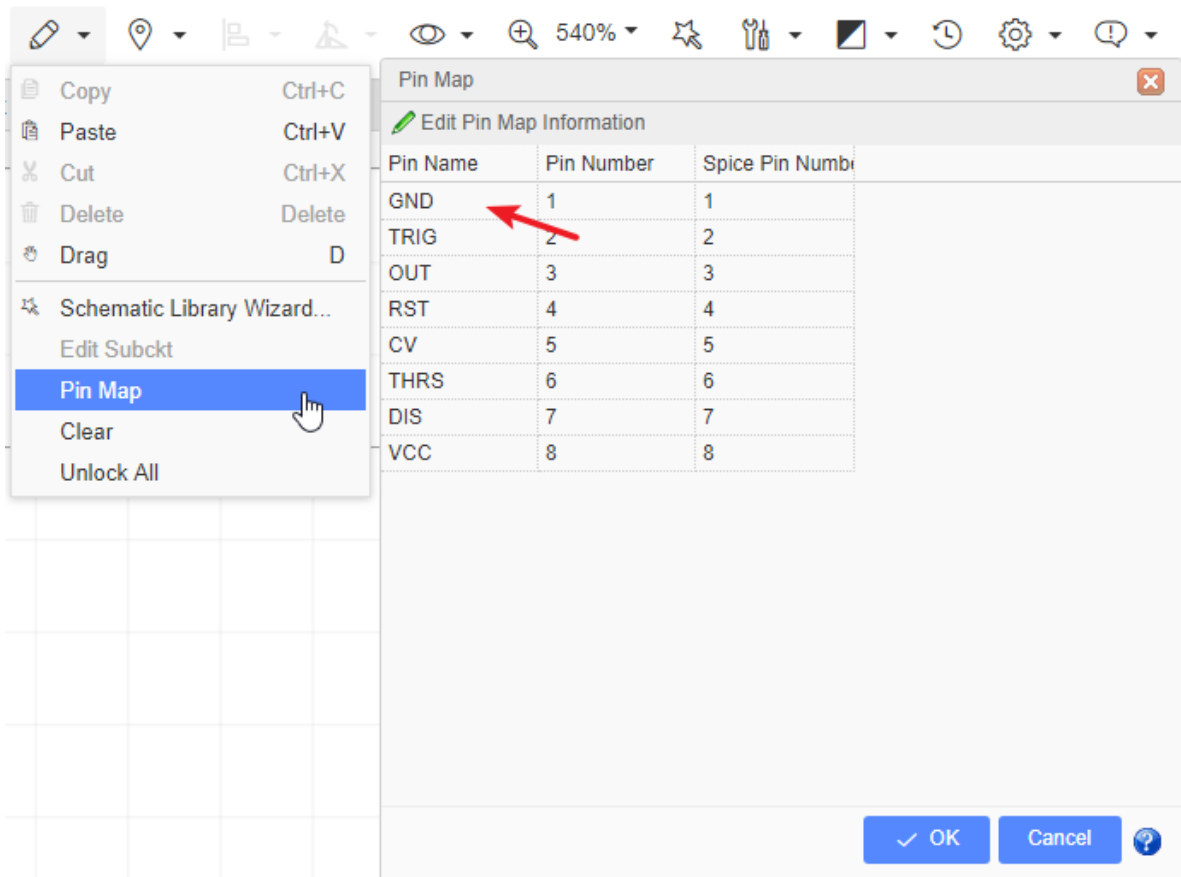 540%
Copy Ctrl+C
Paste Ctrl+V
Cut Ctrl+X
Delete Delete
Drag D
Schematic Library Wizard...
Edit Subckt
Pin Map
Clear
Unlock All
Pin Map
Edit Pin Map Information
Pin Name Pin Number Spice Pin Numb
GND 1 1
TRIG 2 2
OUT 3 3
RST 4 4
CV 5 5
THRS 6 6
DIS 7 7
VCC 8 8
OK Cancel ?